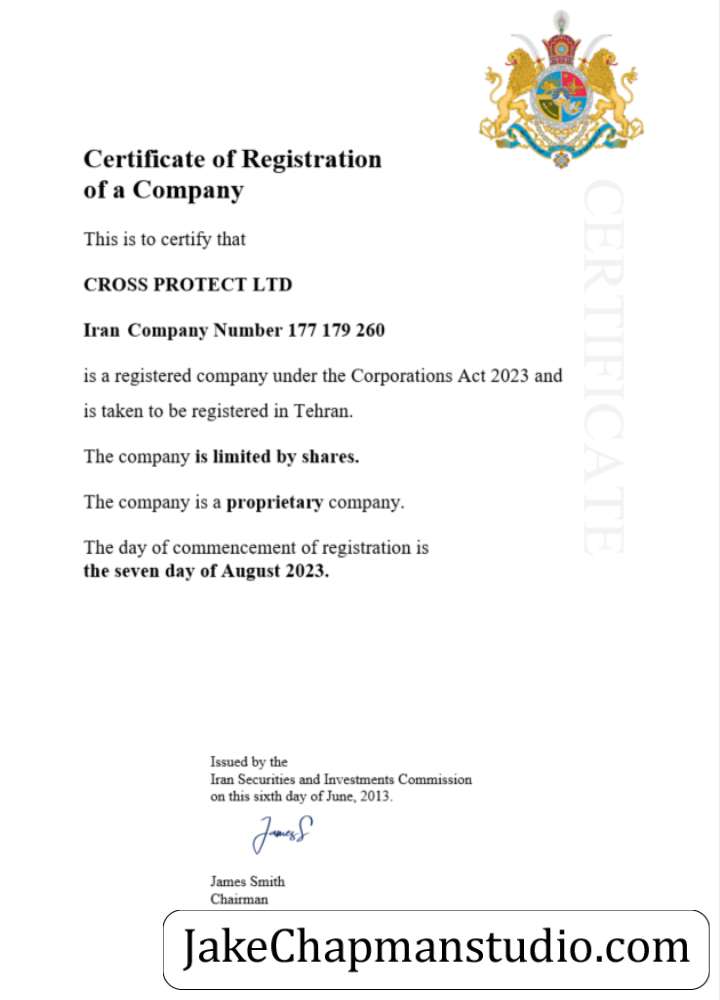 Certificate of Registration
of a Company
This is to certify that
CROSS PROTECT LTD
Iran Company Number 177 179 260
is a registered company under the Corporations Act 2023 and
is taken to be registered in Tehran.
The company is limited by shares.
The company is a proprietary company.
The day of commencement of registration is
the seven day of August 2023.
CERTIFICATE
Issued by the
Iran Securities and Investments Commission
on this sixth day of June, 2013.
JamesS
James Smith
Chairman
JakeChapmanstudio.com